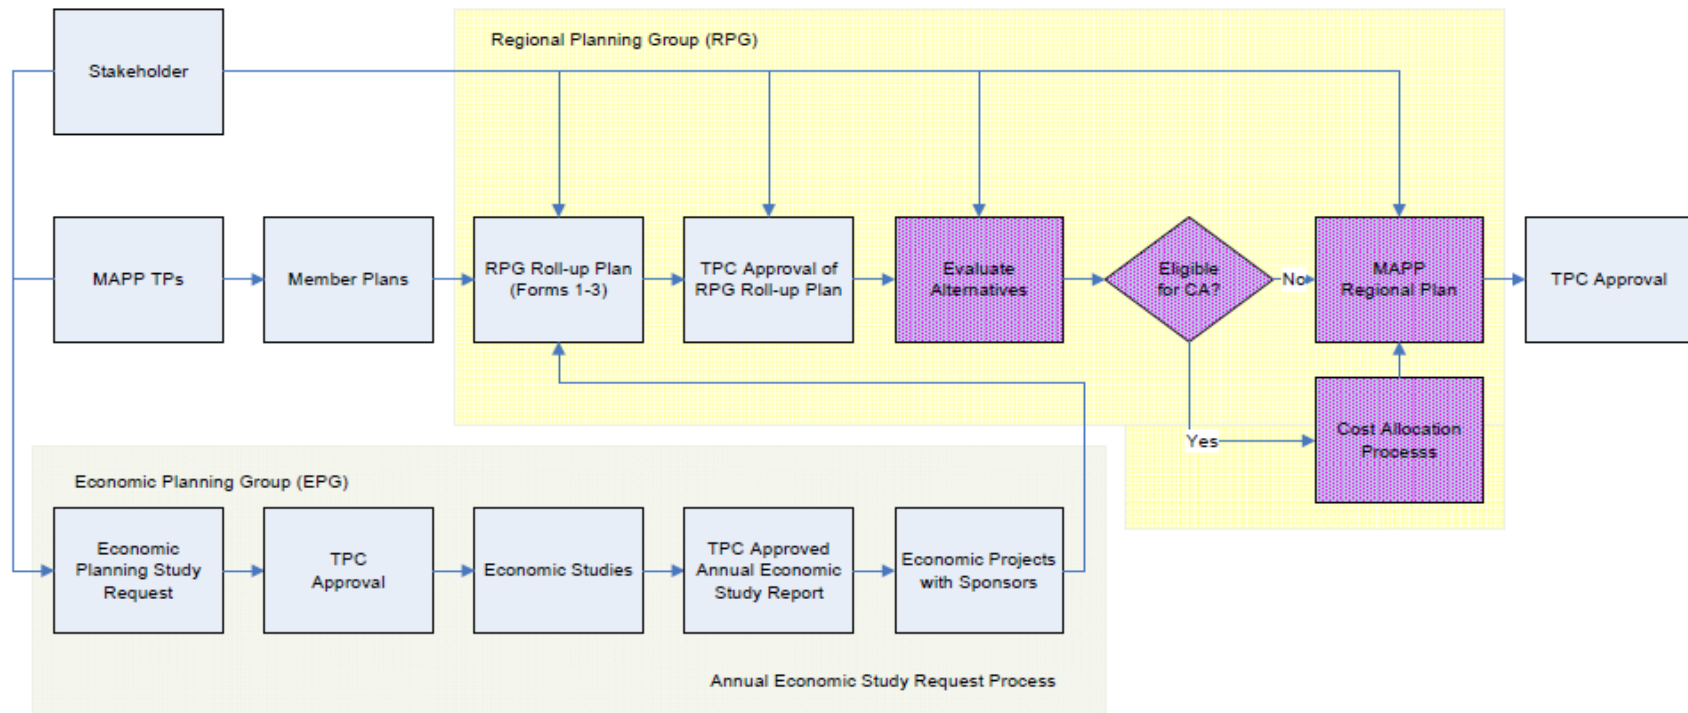 Regional Planning Group (RPG)
Stakeholder
MAPP TPs
Member Plans
RPG Roll-up Plan
(Forms 1-3)
TPC Approval of
RPG Roll-up Plan
Evaluate
Alternatives
Eligible
for CA?
No
MAPP
Regional Plan
TPC Approval
Yes
Cost Allocation
Processs
Economic Planning Group (EPG)
Economic
Planning Study
Request
TPC
Approval
Economic Studies
TPC Approved
Annual Economic
Study Report
Economic Projects
with Sponsors
Annual Economic Study Request Process